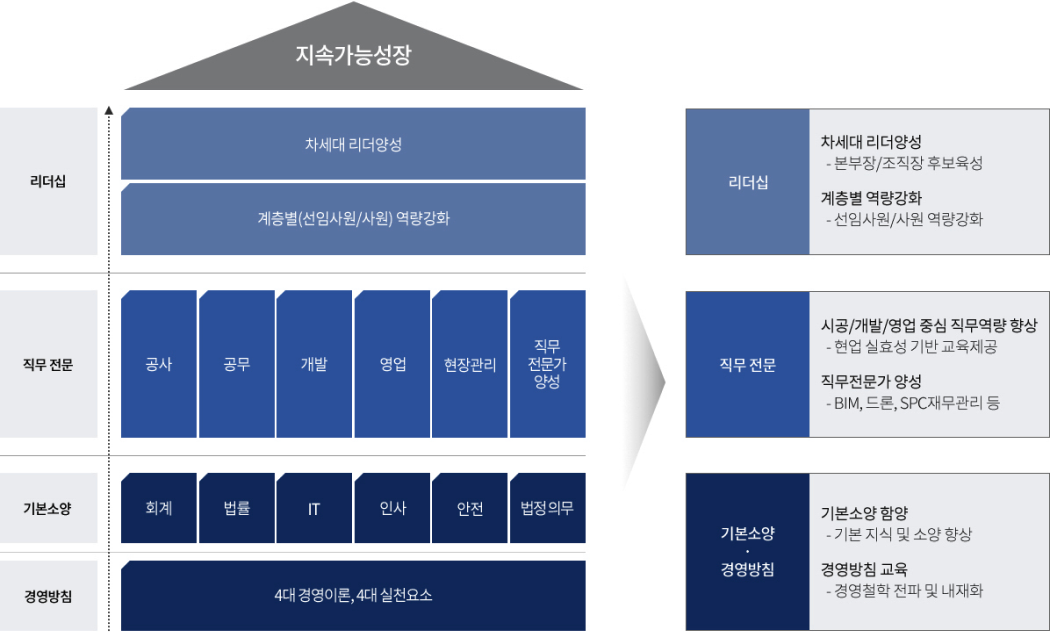 지속가능성장
리더십
차세대 리더양성
계층별(선임사원/사원) 역량강화
직무 전문
공사
공무
개발
영업
현장관리
직무
전문가
양성
기본소양
회계
법률
IT
인사
안전
법정의무
경영방침
4대 경영이론, 4대 실천요소
리더십
차세대 리더양성
- 본부장/조직장 후보육성
계층별 역량강화
- 선임사원/사원 역량강화
직무 전문
시공/개발/영업 중심 직무역량 향상
- 현업 실효성 기반 교육제공
직무전문가 양성
- BIM, 드론, SPC재무관리 등
기본소양
·
경영방침
기본소양 함양
- 기본 지식 및 소양 향상
경영방침 교육
- 경영철학 전파 및 내재화